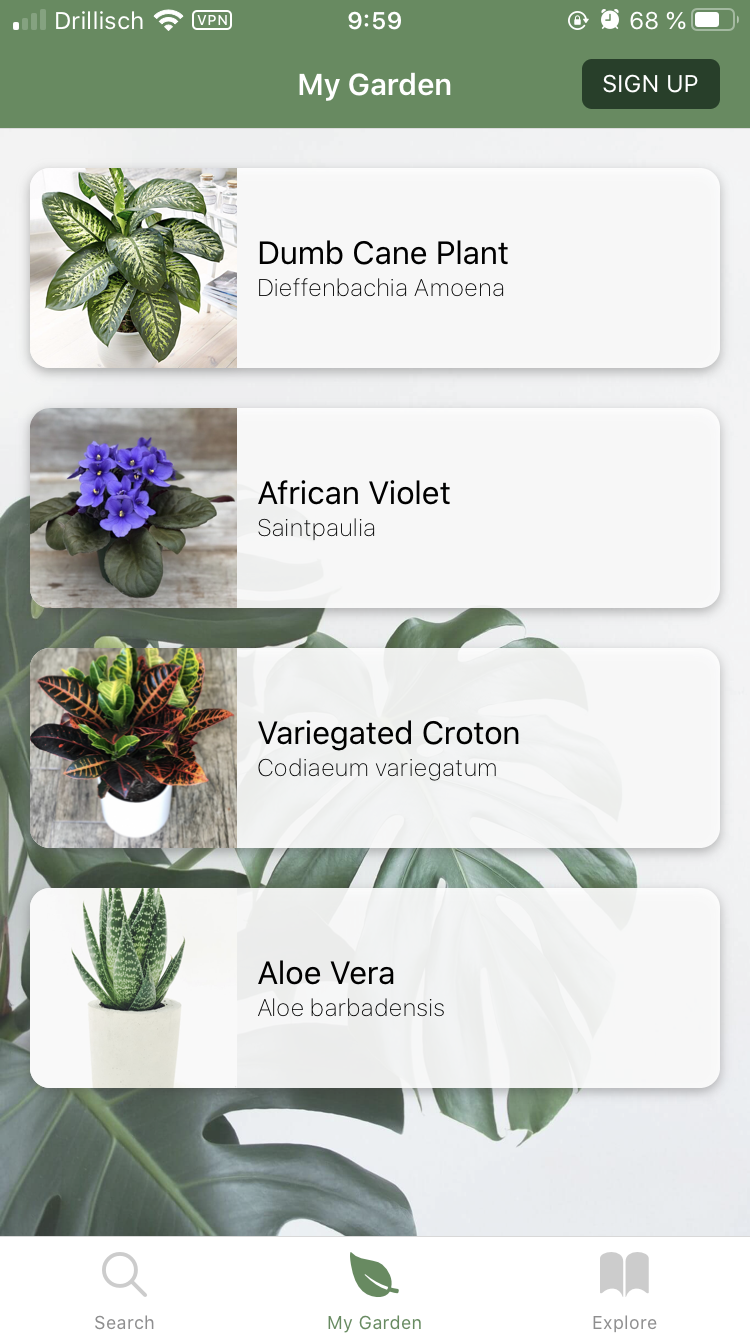 Drillisch VPN 9:59 68 %
My Garden SIGN UP
Dumb Cane Plant
Dieffenbachia Amoena
African Violet
Saintpaulia
Variegated Croton
Codiaeum variegatum
Aloe Vera
Aloe barbadensis
Search My Garden Explore